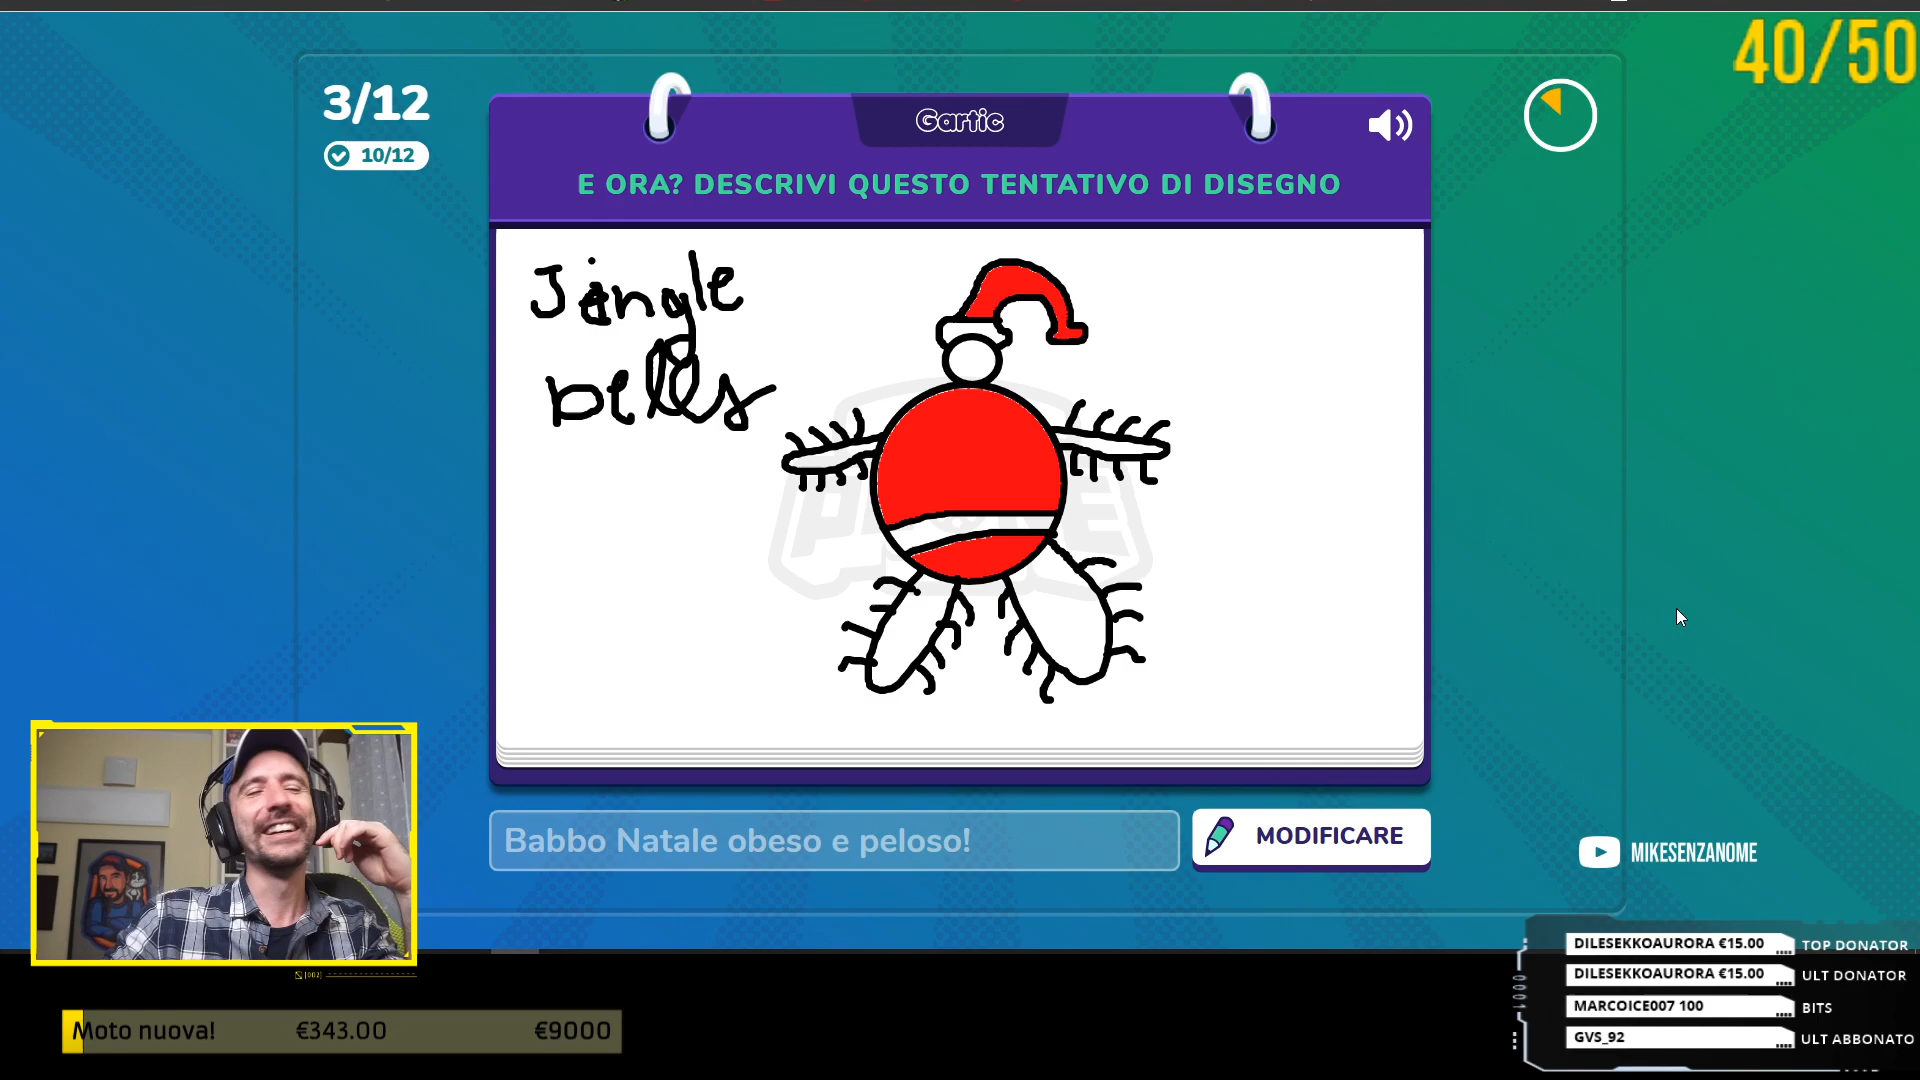 40/50
3/12
10/12
Gartic
E ORA? DESCRIVI QUESTO TENTATIVO DI DISEGNO
Jingle
bells
Babbo Natale obeso e peloso!
MODIFICARE
MIKESENZANOME
DILESEKKOAURORA €15.00 TOP DONATOR
DILESEKKOAURORA €15.00 ULT DONATOR
MARCOICE007 100 BITS
GVS_92 ULT ABBONATO
Moto nuova! €343.00 €9000